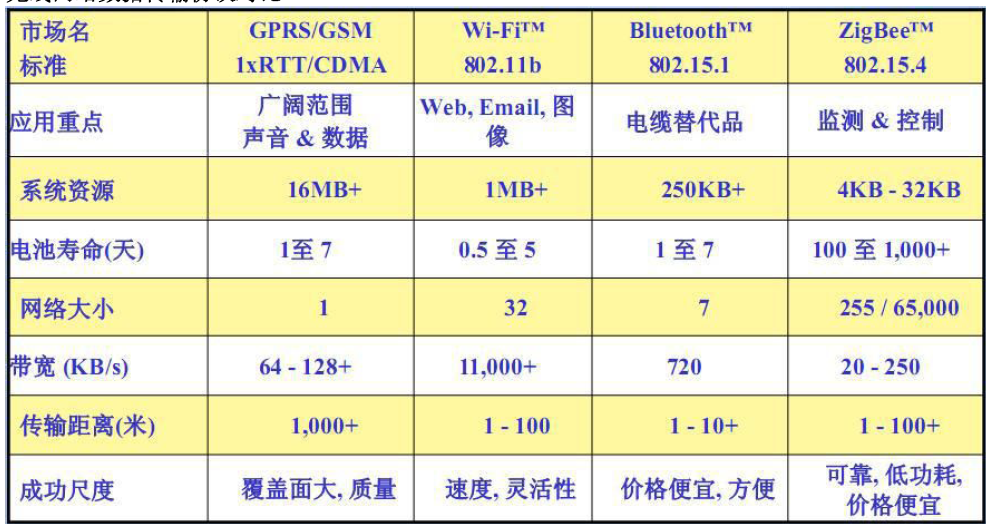 市场名 GPRS/GSM Wi-Fi™ Bluetooth™ ZigBee™
标准 1xRTT/CDMA 802.11b 802.15.1 802.15.4
应用重点 广阔范围 声音 & 数据 Web, Email, 图像 电缆替代品 监测 & 控制
系统资源 16MB+ 1MB+ 250KB+ 4KB - 32KB
电池寿命(天) 1至 7 0.5 至 5 1 至 7 100 至 1,000+
网络大小 1 32 7 255 / 65,000
带宽 (KB/s) 64 - 128+ 11,000+ 720 20 - 250
传输距离(米) 1,000+ 1 - 100 1 - 10+ 1 - 100+
成功尺度 覆盖面大, 质量 速度, 灵活性 价格便宜, 方便 可靠, 低功耗, 价格便宜